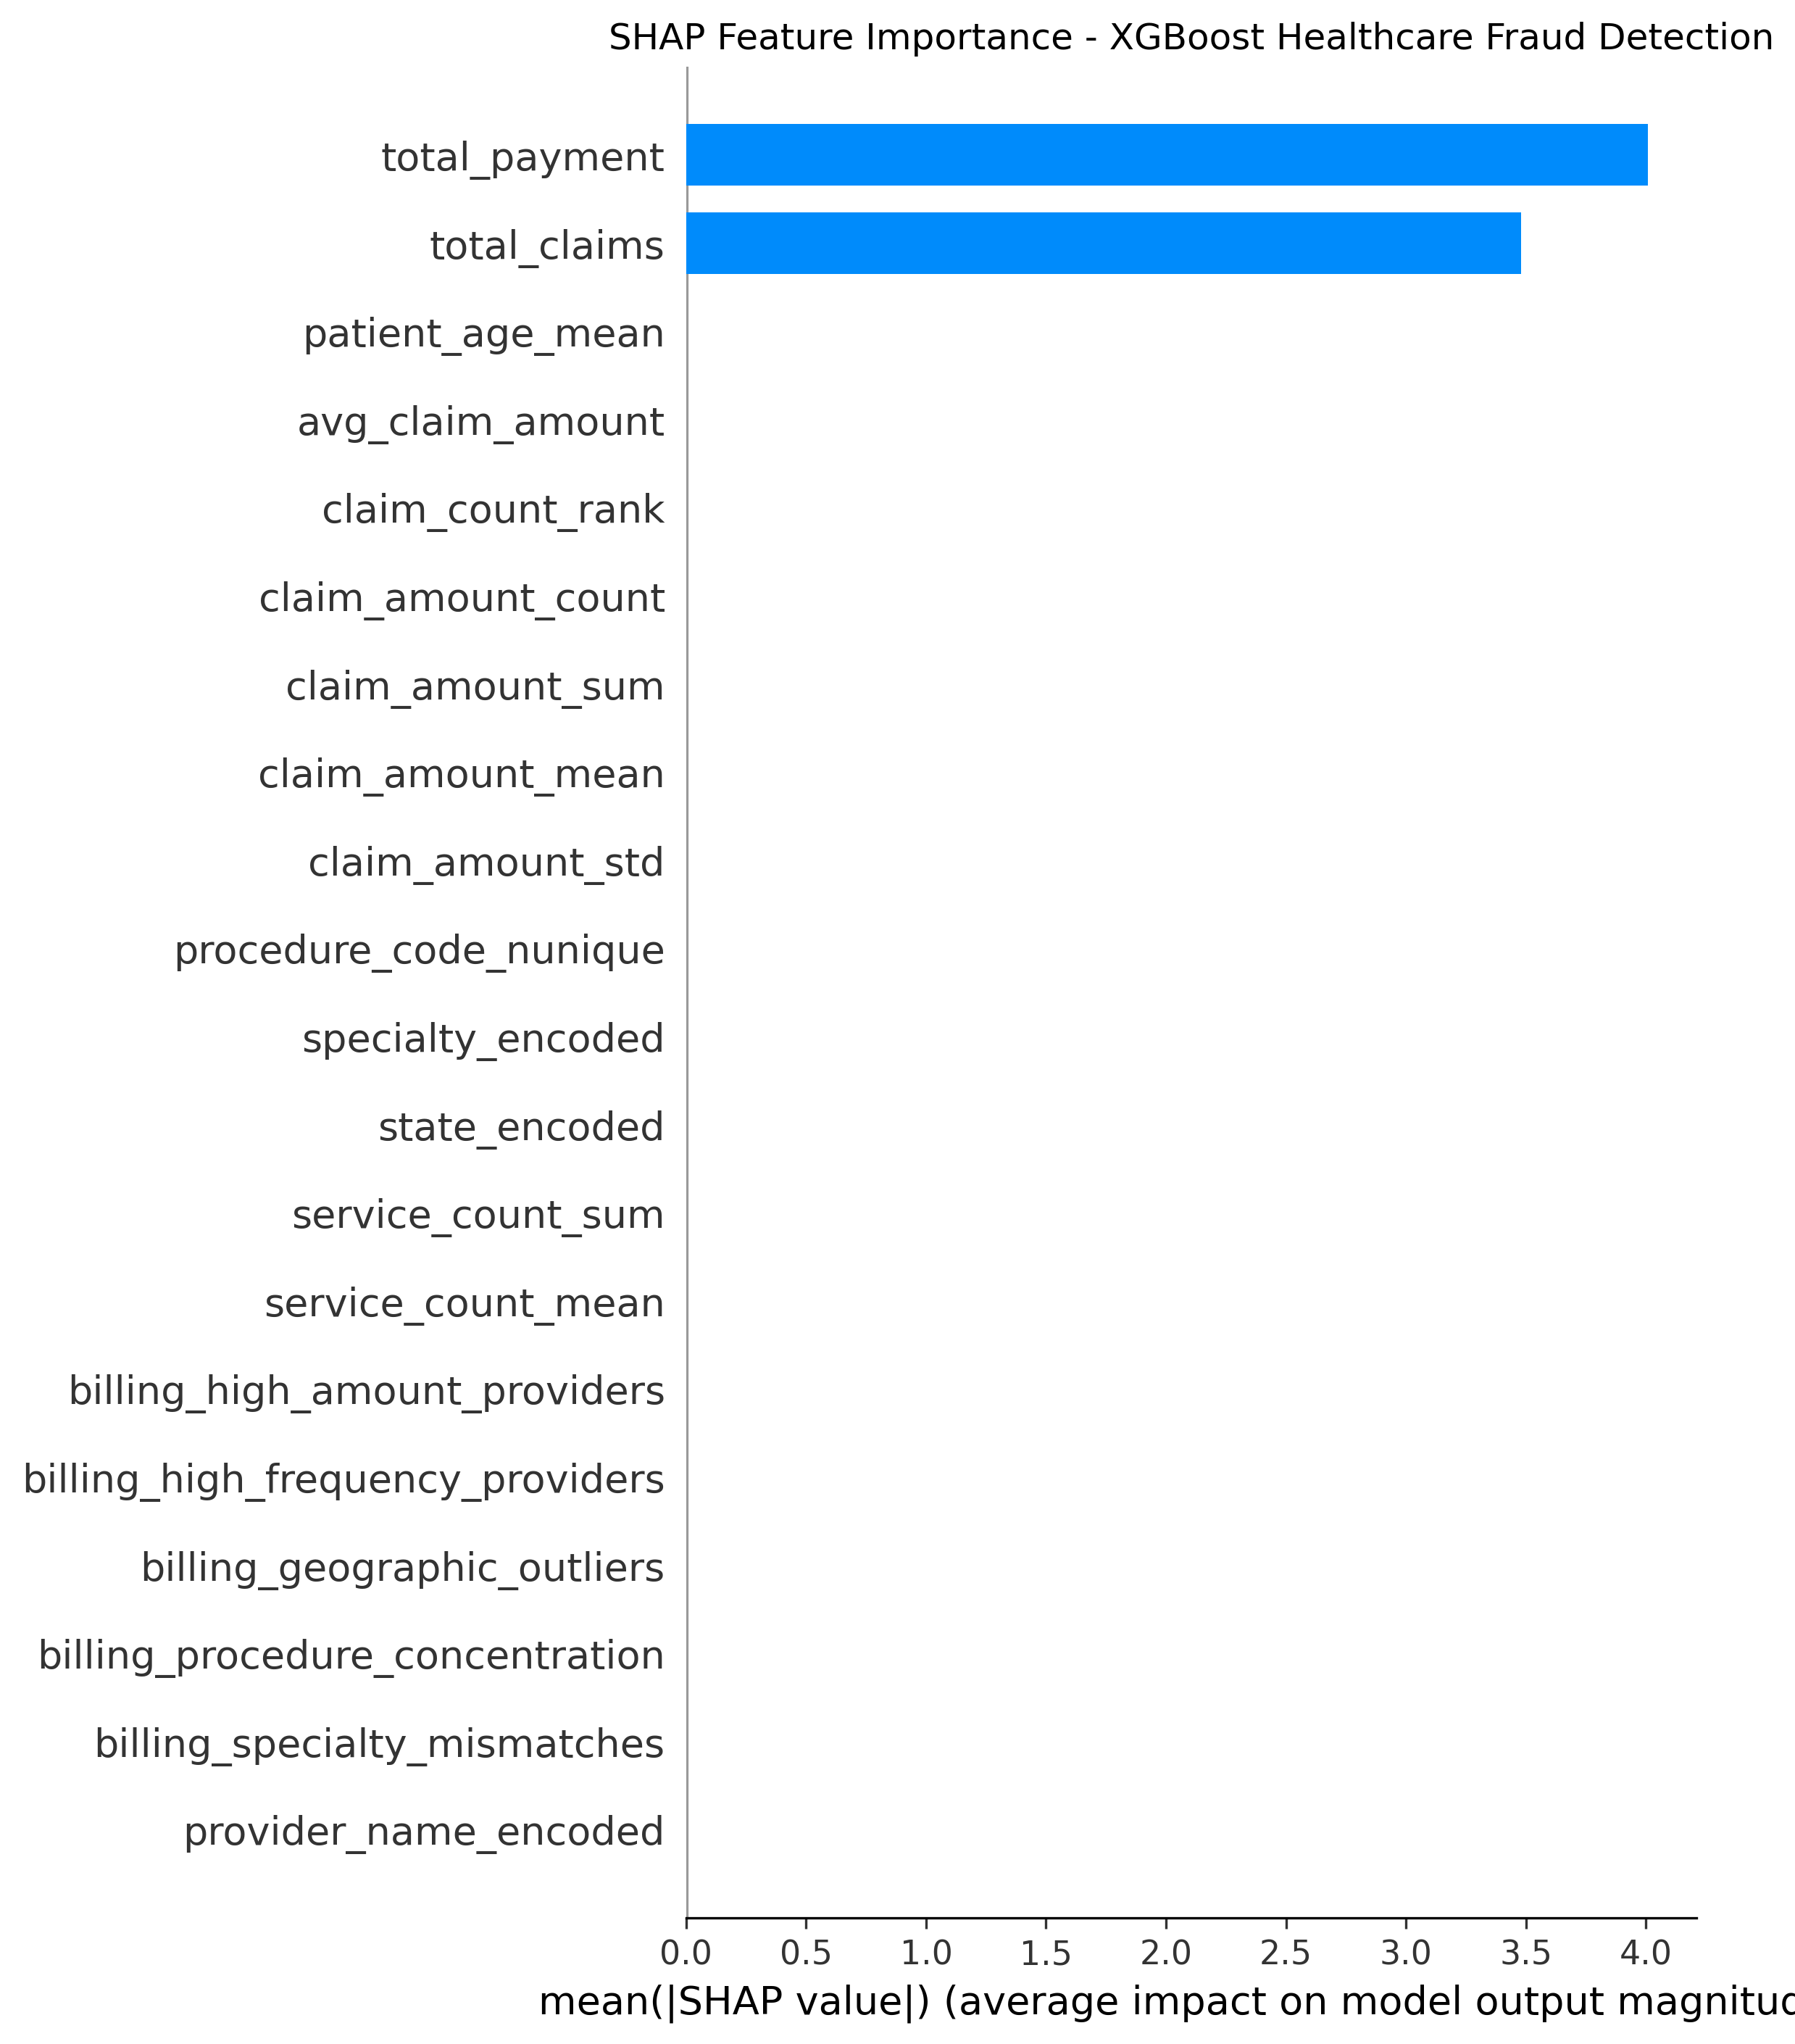 SHAP Feature Importance - XGBoost Healthcare Fraud Detection
total_payment
total_claims
patient_age_mean
avg_claim_amount
claim_count_rank
claim_amount_count
claim_amount_sum
claim_amount_mean
claim_amount_std
procedure_code_nunique
specialty_encoded
state_encoded
service_count_sum
service_count_mean
billing_high_amount_providers
billing_high_frequency_providers
billing_geographic_outliers
billing_procedure_concentration
billing_specialty_mismatches
provider_name_encoded
0.0 0.5 1.0 1.5 2.0 2.5 3.0 3.5 4.0
mean(|SHAP value|) (average impact on model output magnitud